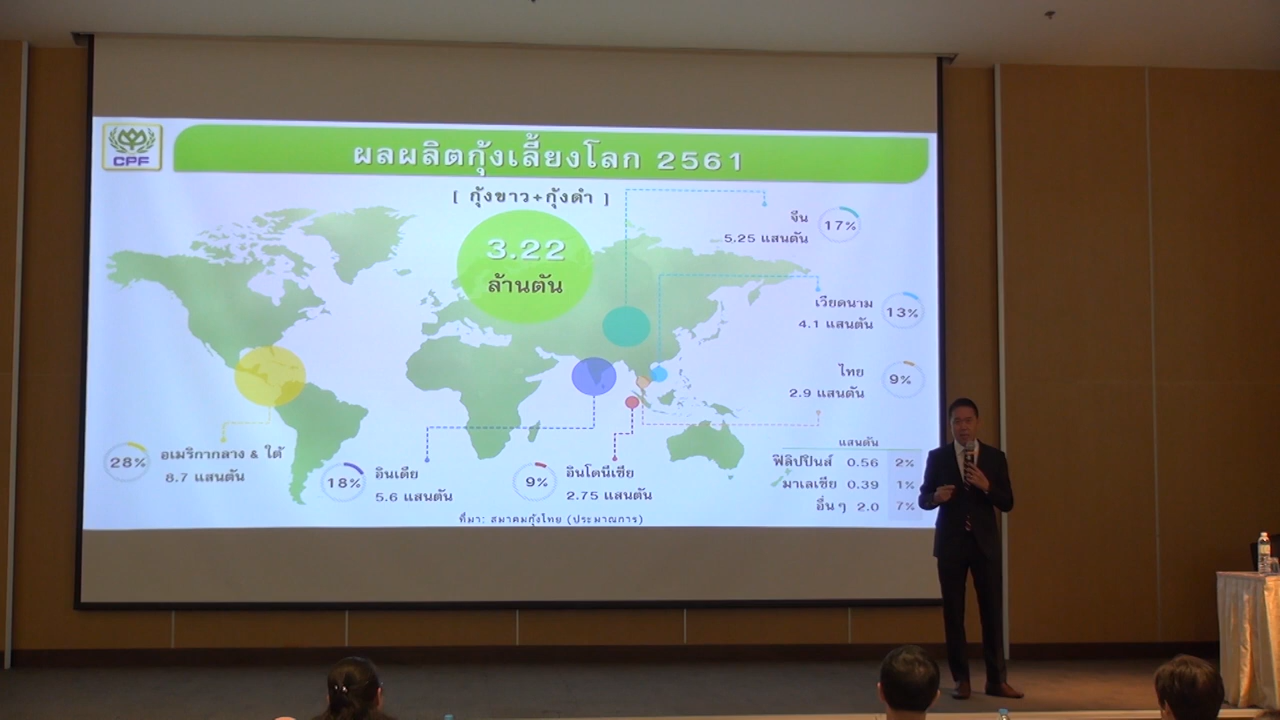 CPF
ผลผลิตกุ้งเลี้ยงโลก 2561
[ กุ้งขาว+กุ้งดำ ]
3.22
ล้านตัน
จีน
5.25 แสนตัน
17%
เวียดนาม
4.1 แสนตัน
13%
ไทย
2.9 แสนตัน
9%
28%
อเมริกากลาง & ใต้
8.7 แสนตัน
18%
อินเดีย
5.6 แสนตัน
9%
อินโดนีเซีย
2.75 แสนตัน
แสนตัน
ฟิลิปปินส์ 0.56 2%
มาเลเซีย 0.39 1%
อื่นๆ 2.0 7%
ที่มา: สมาคมกุ้งไทย (ประมาณการ)